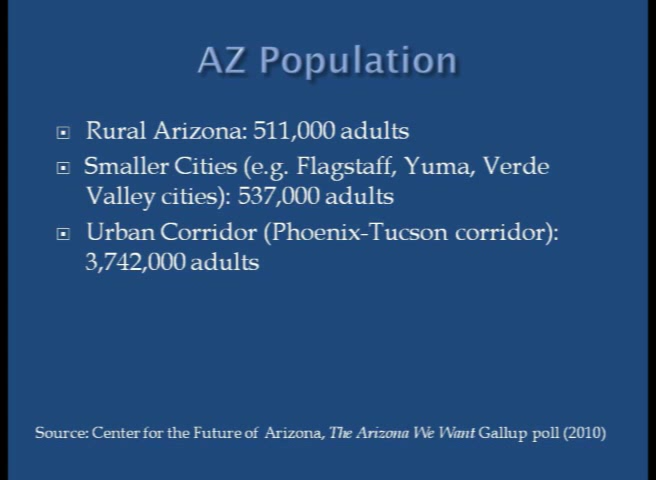 AZ Population
Rural Arizona: 511,000 adults
Smaller Cities (e.g. Flagstaff, Yuma, Verde
Valley cities): 537,000 adults
Urban Corridor (Phoenix-Tucson corridor):
3,742,000 adults
Source: Center for the Future of Arizona, The Arizona We Want Gallup poll (2010)